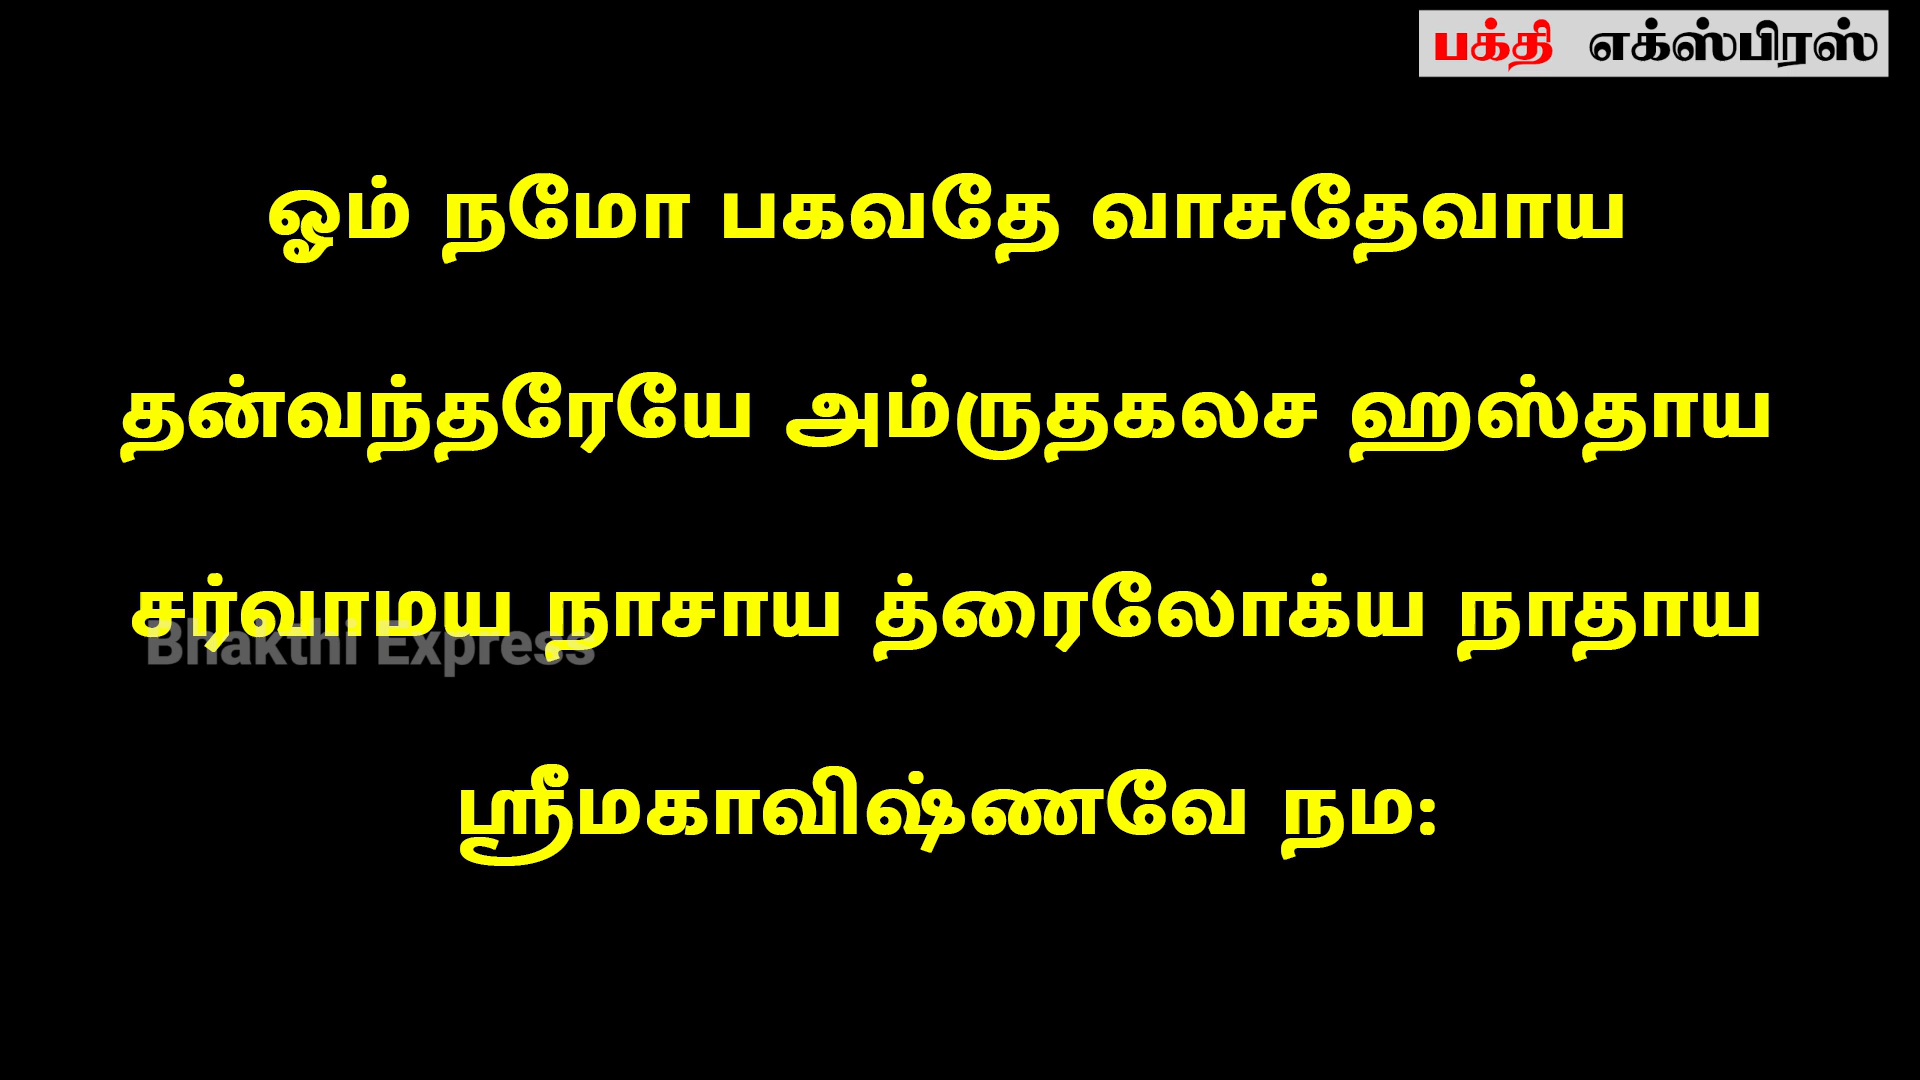 பக்தி எக்ஸ்பிரஸ்
ஓம் நமோ பகவதே வாசுதேவாய
தன்வந்தரேயே அம்ருதகலச ஹஸ்தாய
சர்வாமய நாசாய த்ரைலோக்ய நாதாய
Bhakthi Express
ஸ்ரீமகாவிஷ்ணவே நம: